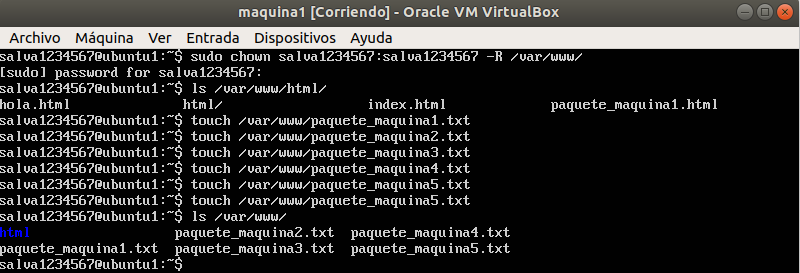 maquina1 [Corriendo] - Oracle VM VirtualBox
Archivo Máquina Ver Entrada Dispositivos Ayuda
salva1234567@ubuntu1:~$ sudo chown salva1234567:salva1234567 -R /var/www/
[sudo] password for salva1234567:
salva1234567@ubuntu1:~$ ls /var/www/html/
hola.html html/ index.html paquete_maquina1.html
salva1234567@ubuntu1:~$ touch /var/www/paquete_maquina1.txt
salva1234567@ubuntu1:~$ touch /var/www/paquete_maquina2.txt
salva1234567@ubuntu1:~$ touch /var/www/paquete_maquina3.txt
salva1234567@ubuntu1:~$ touch /var/www/paquete_maquina4.txt
salva1234567@ubuntu1:~$ touch /var/www/paquete_maquina5.txt
salva1234567@ubuntu1:~$ touch /var/www/paquete_maquina5.txt
salva1234567@ubuntu1:~$ ls /var/www/
html paquete_maquina2.txt paquete_maquina4.txt
paquete_maquina1.txt paquete_maquina3.txt paquete_maquina5.txt
salva1234567@ubuntu1:~$